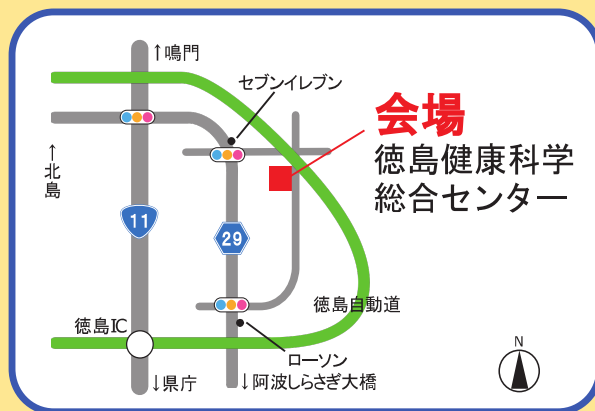 ↑鳴門
セブンイレブン
会場
徳島健康科学
総合センター
↑北島
11
29
徳島自動道
徳島IC
ローソン
↓県庁
↓阿波しらさぎ大橋
N